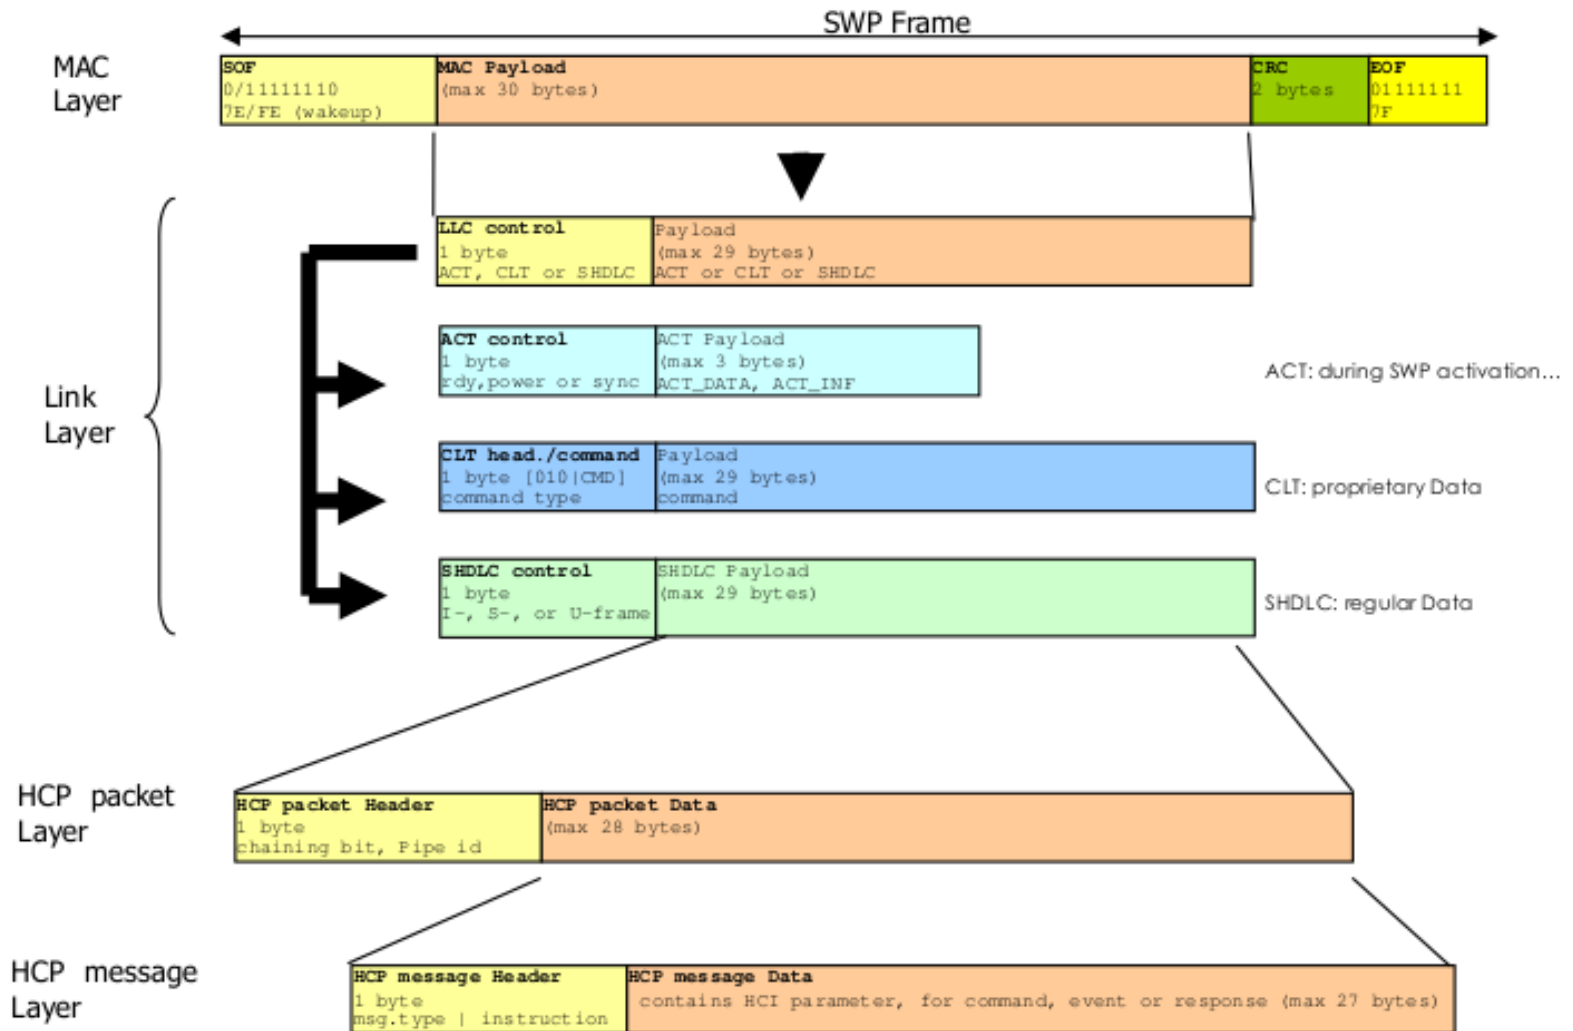 SWP Frame
MAC
Layer
SOF
0/11111110
7E/FE (wakeup)
MAC Payload
(max 30 bytes)
CRC
2 bytes
EOF
01111111
7F
Link
Layer
LLC control
1 byte
ACT, CLT or SHDLC
Payload
(max 29 bytes)
ACT or CLT or SHDLC
ACT control
1 byte
rdy,power or sync
ACT Payload
(max 3 bytes)
ACT_DATA, ACT_INF
ACT: during SWP activation...
CLT head./command
1 byte [010|CMD]
command type
Payload
(max 29 bytes)
command
CLT: proprietary Data
SHDLC control
1 byte
I-, S-, or U-frame
SHDLC Payload
(max 29 bytes)
SHDLC: regular Data
HCP packet
Layer
HCP packet Header
1 byte
chaining bit, Pipe id
HCP packet Data
(max 28 bytes)
HCP message
Layer
HCP message Header
1 byte
msg.type | instruction
HCP message Data
contains HCI parameter, for command, event or response (max 27 bytes)